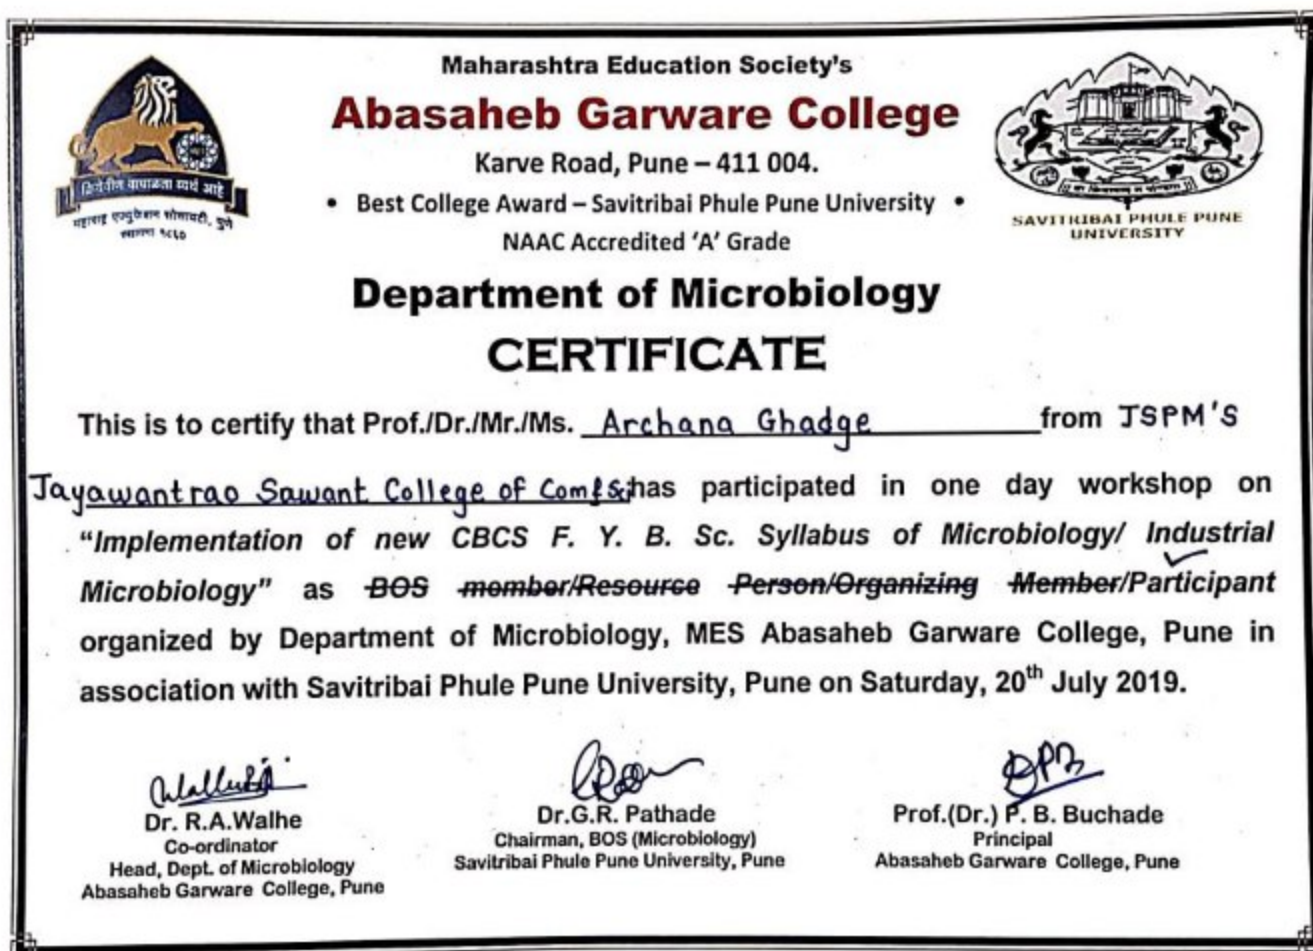 Maharashtra Education Society's
Abasaheb Garware College
Karve Road, Pune – 411 004.
• Best College Award – Savitribai Phule Pune University •
NAAC Accredited 'A' Grade
महाराष्ट्र एज्युकेशन सोसायटी, पुणे
स्थापना १८६०
SAVITRIBAI PHULE PUNE
UNIVERSITY
Department of Microbiology
CERTIFICATE
This is to certify that Prof./Dr./Mr./Ms. Archana Ghadge from JSPM'S
Jayawantrao Sawant College of Com & has participated in one day workshop on
“Implementation of new CBCS F. Y. B. Sc. Syllabus of Microbiology/ Industrial
Microbiology” as BOS member/Resource Person/Organizing Member/Participant
organized by Department of Microbiology, MES Abasaheb Garware College, Pune in
association with Savitribai Phule Pune University, Pune on Saturday, 20th July 2019.
Dr. R.A.Walhe
Co-ordinator
Head, Dept. of Microbiology
Abasaheb Garware College, Pune
Dr.G.R. Pathade
Chairman, BOS (Microbiology)
Savitribai Phule Pune University, Pune
Prof.(Dr.) P. B. Buchade
Principal
Abasaheb Garware College, Pune